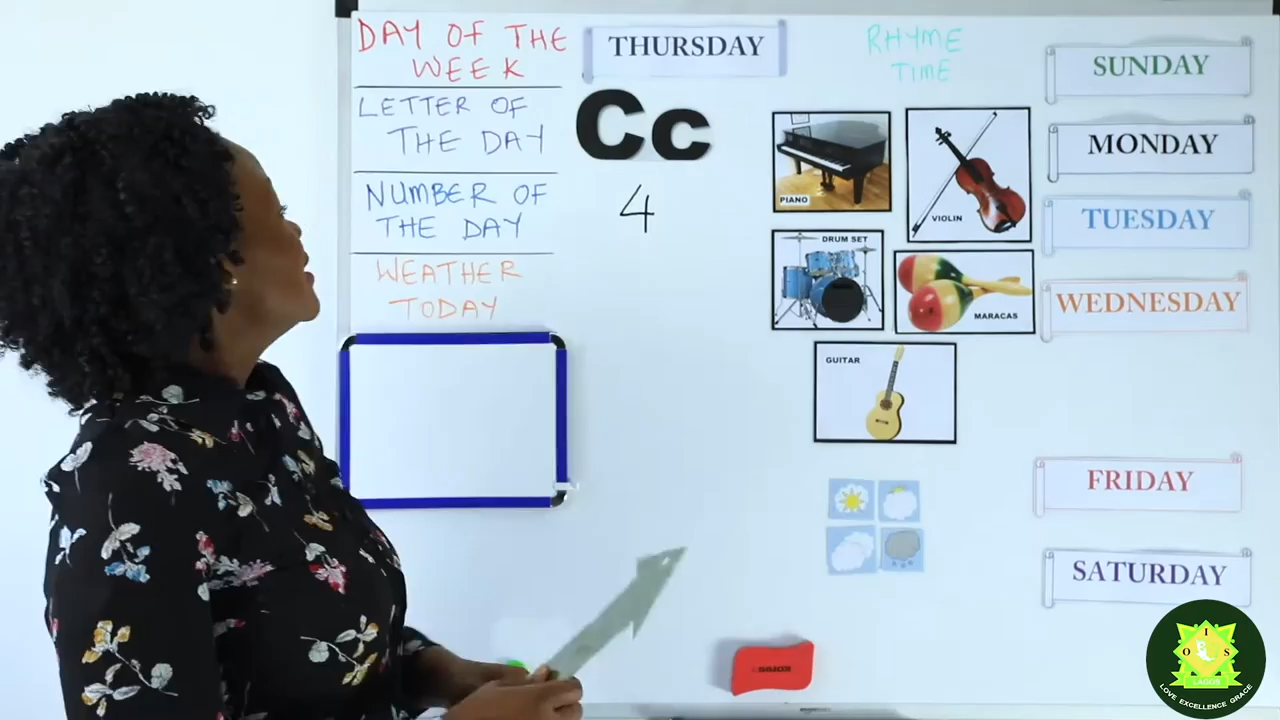 DAY OF THE
WEEK
THURSDAY
RHYME
TIME
LETTER OF
THE DAY
Cc
NUMBER OF
THE DAY
4
WEATHER
TODAY
PIANO
VIOLIN
DRUM SET
MARACAS
GUITAR
SUNDAY
MONDAY
TUESDAY
WEDNESDAY
FRIDAY
SATURDAY
I
O S
LAGOS
LOVE EXCELLENCE GRACE